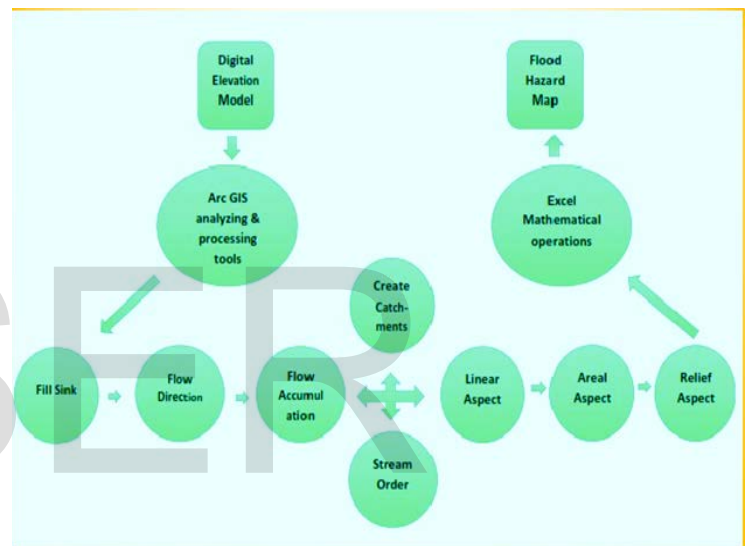 Digital
Elevation
Model
Flood
Hazard
Map
Arc GIS
analyzing &
processing
tools
Excel
Mathematical
operations
Create
Catch-
ments
Fill Sink
Flow
Direction
Flow
Accumul
ation
Linear
Aspect
Areal
Aspect
Relief
Aspect
Stream
Order
SER